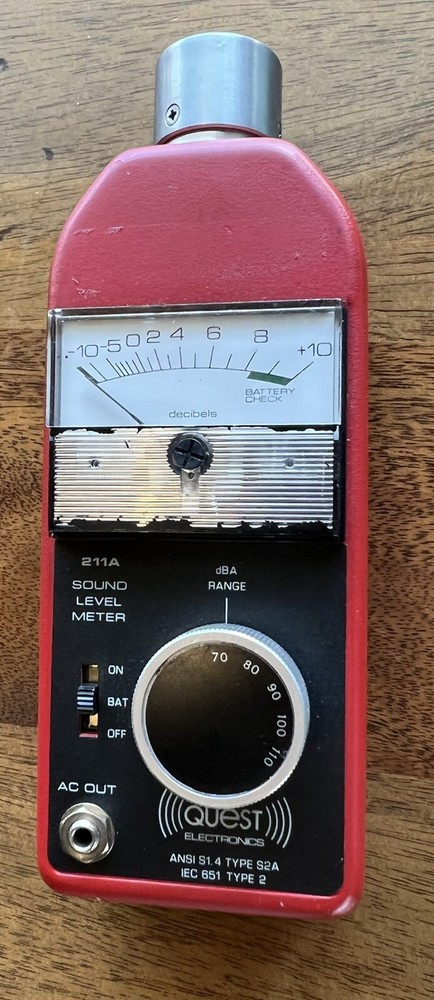 -10 -5 0 2 4 6 8 +10
BATTERY
CHECK
decibels
211A
SOUND
LEVEL
METER
dBA
RANGE
70 80 90 100 110
ON
BAT
OFF
AC OUT
QUEST
ELECTRONICS
ANSI S1.4 TYPE S2A
IEC 651 TYPE 2